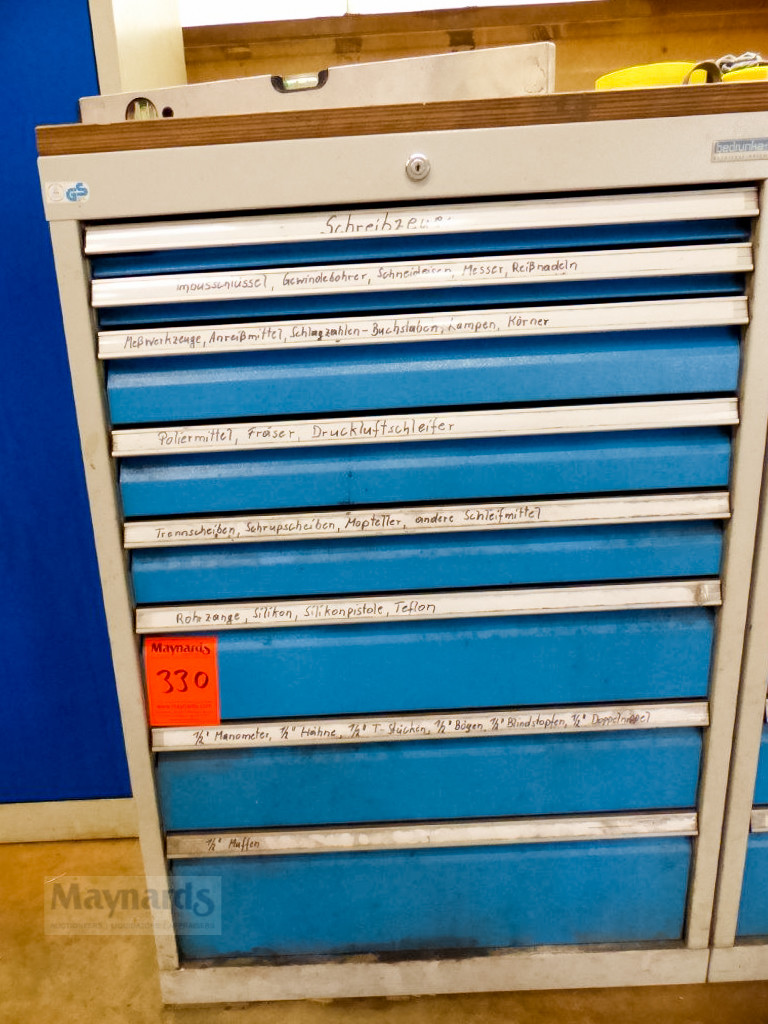 bedrunka
GS
Schreibzeug
Imbusschlüssel, Gewindebohrer, Schneideisen, Messer, Reißnadeln
Meßwerkzeuge, Anreißmittel, Schlagzahlen-Buchstaben, Lampen, Körner
Poliermittel, Fräser, Druckluftschleifer
Trennscheiben, Schrupscheiben, Mopteller, andere Schleifmittel
Rohrzange, Silikon, Silikonpistole, Teflon
Maynards
330
1/2" Manometer, 1/2" Hähne, 1/2" T-Stücken, 1/2" Bögen, 1/2" Blindstopfen, 1/2" Doppelnippel
1/2" Muffen
Maynards